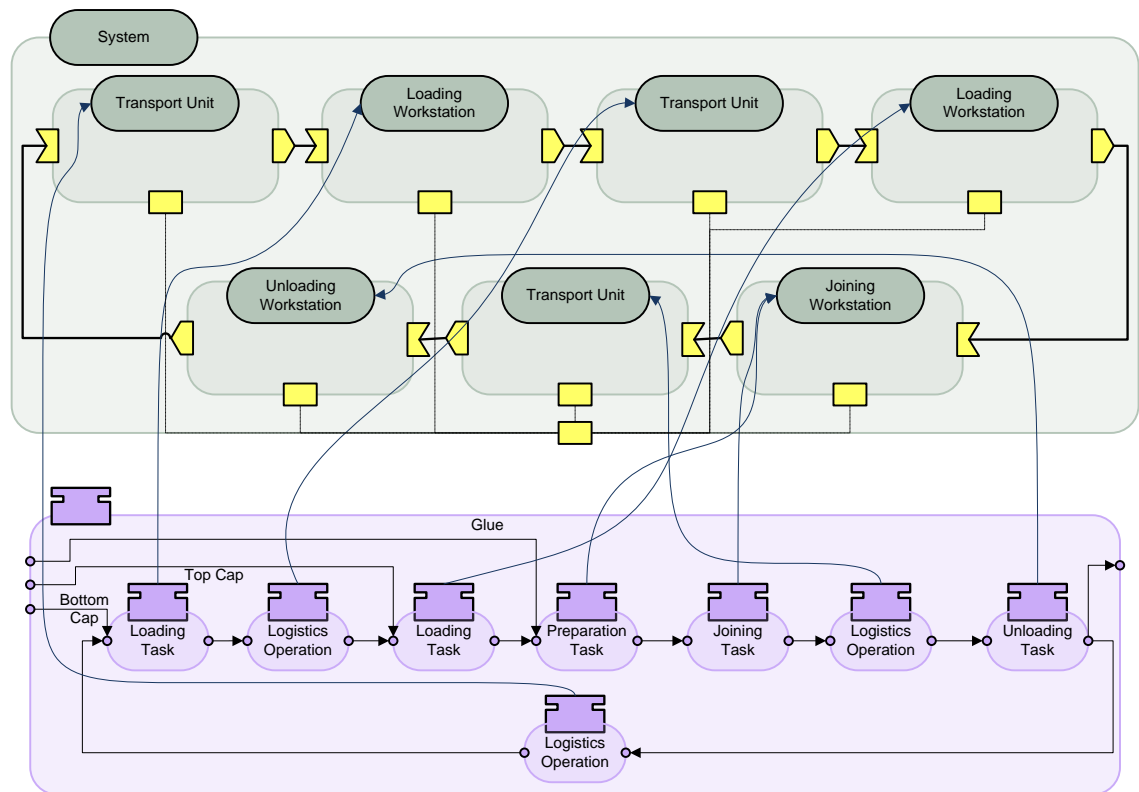 System
Transport Unit
Loading
Workstation
Transport Unit
Loading
Workstation
Unloading
Workstation
Transport Unit
Joining
Workstation
Glue
Top Cap
Bottom
Cap
Loading
Task
Logistics
Operation
Loading
Task
Preparation
Task
Joining
Task
Logistics
Operation
Unloading
Task
Logistics
Operation